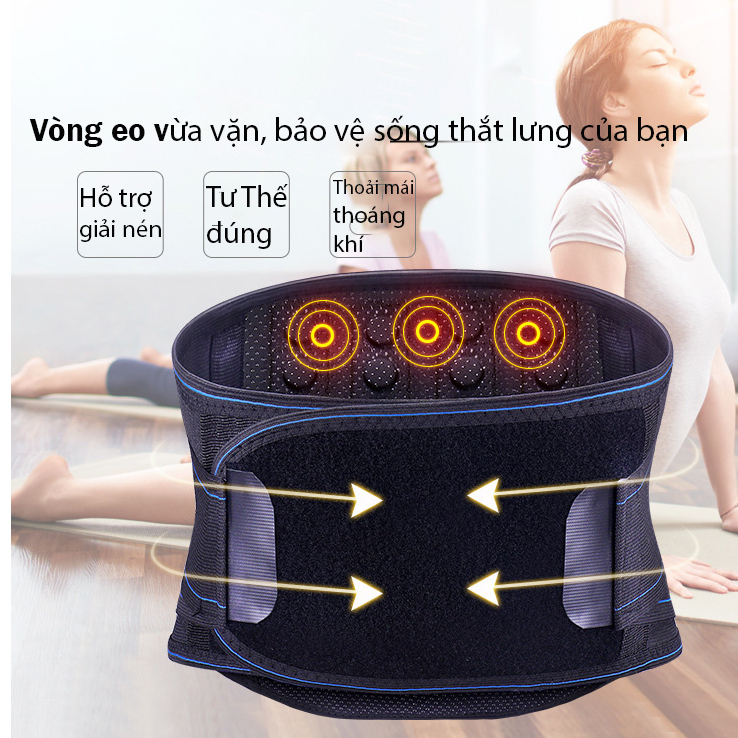 Vòng eo vừa vặn, bảo vệ sống thắt lưng của bạn
Hỗ trợ
giải nén
Tư Thế
đúng
Thoải mái
thoáng
khí